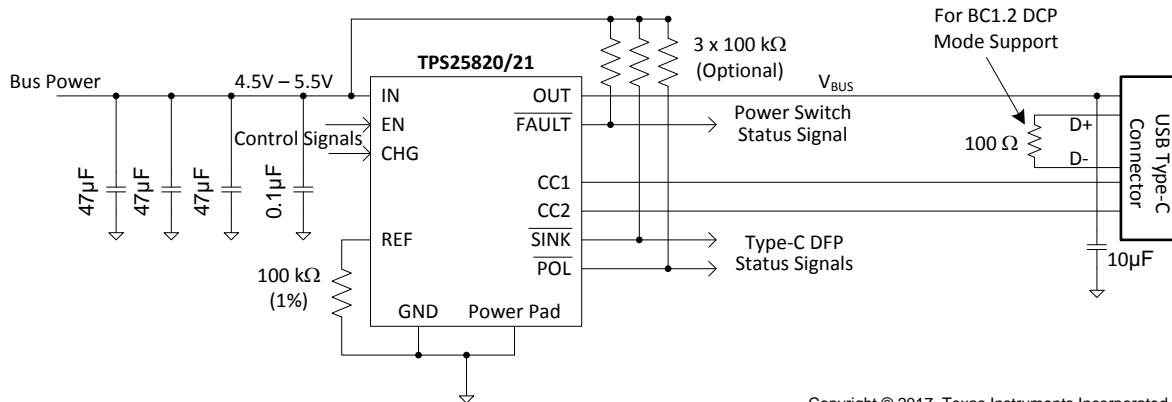 For BC1.2 DCP
Mode Support
3 x 100 kΩ
(Optional)
TPS25820/21
Bus Power
4.5V – 5.5V
IN
OUT
VBUS
EN
FAULT
Power Switch
Status Signal
Control Signals
CHG
D+
100 Ω
D-
USB Type-C
Connector
47µF
47µF
47µF
0.1µF
CC1
CC2
REF
SINK
Type-C DFP
Status Signals
POL
10µF
100 kΩ
(1%)
GND
Power Pad
Copyright © 2017, Texas Instruments Incorporated